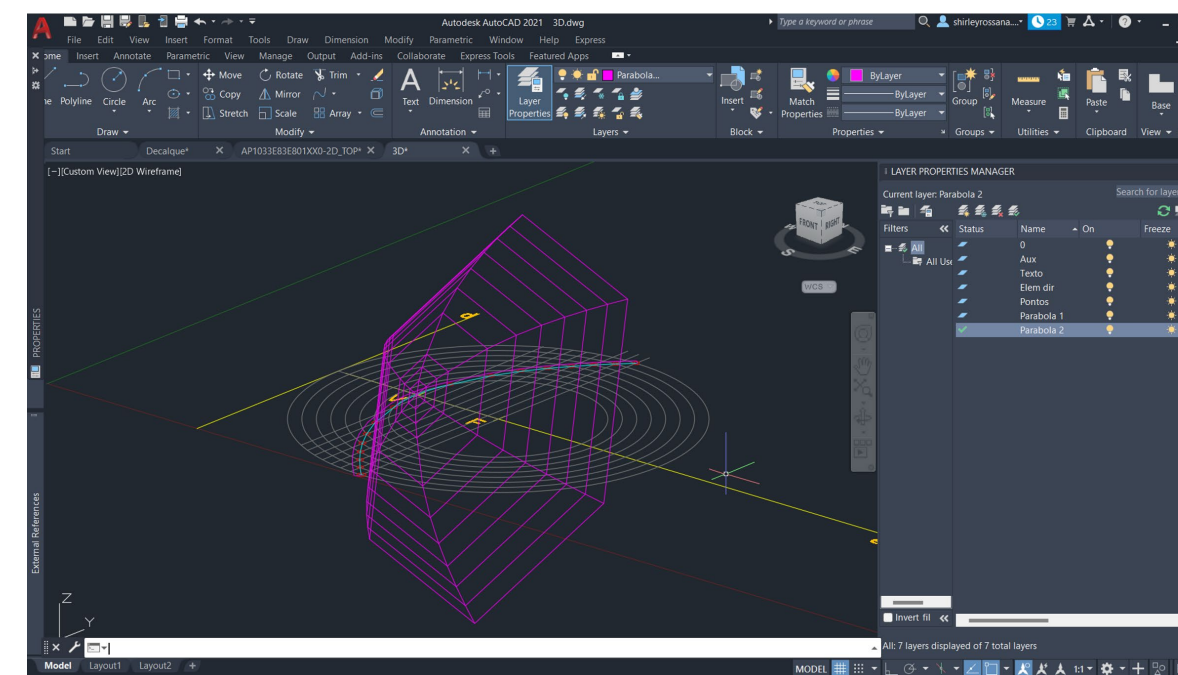 Autodesk AutoCAD 2021 3D.dwg
Type a keyword or phrase
shirleyrossana....
23
File Edit View Insert Format Tools Draw Dimension Modify Parametric Window Help Express
ome Insert Annotate Parametric View Manage Output Add-ins Collaborate Express Tools Featured Apps
Move Rotate Trim
Parabola...
ByLayer
Polyline Circle Arc
Copy Mirror
Text Dimension
Layer
Properties
Insert
Match
Properties
ByLayer
Group
Measure
Paste
Base
Stretch Scale Array
ByLayer
Draw Modify Annotation Layers Block Properties Groups Utilities Clipboard View
Start Decalque* AP1033E83E801XX0-2D_TOP* 3D* +
[−][Custom View][2D Wireframe]
TOP
FRONT RIGHT
S E
WCS
d
V
F
Z
Y
PROPERTIES
External References
LAYER PROPERTIES MANAGER
Current layer: Parabola 2
Search for layer
Filters Status Name On Freeze
All
All Use
0
Aux
Texto
Elem dir
Pontos
Parabola 1
Parabola 2
Invert fil
All: 7 layers displayed of 7 total layers
Model Layout1 Layout2 +
MODEL
1:1